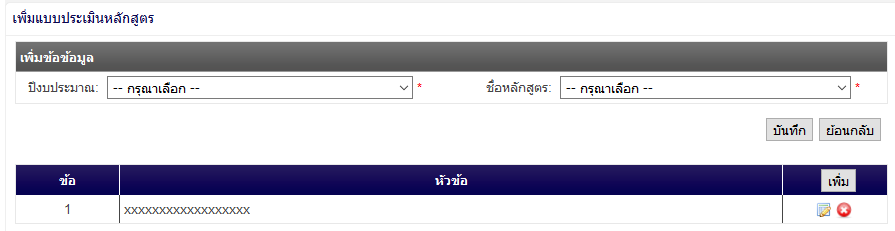 เพิ่มแบบประเมินหลักสูตร
เพิ่มข้อข้อมูล
ปีงบประมาณ: -- กรุณาเลือก -- * ชื่อหลักสูตร: -- กรุณาเลือก -- *
บันทึก ย้อนกลับ
ข้อ หัวข้อ เพิ่ม
1 xxxxxxxxxxxxxxxxxx